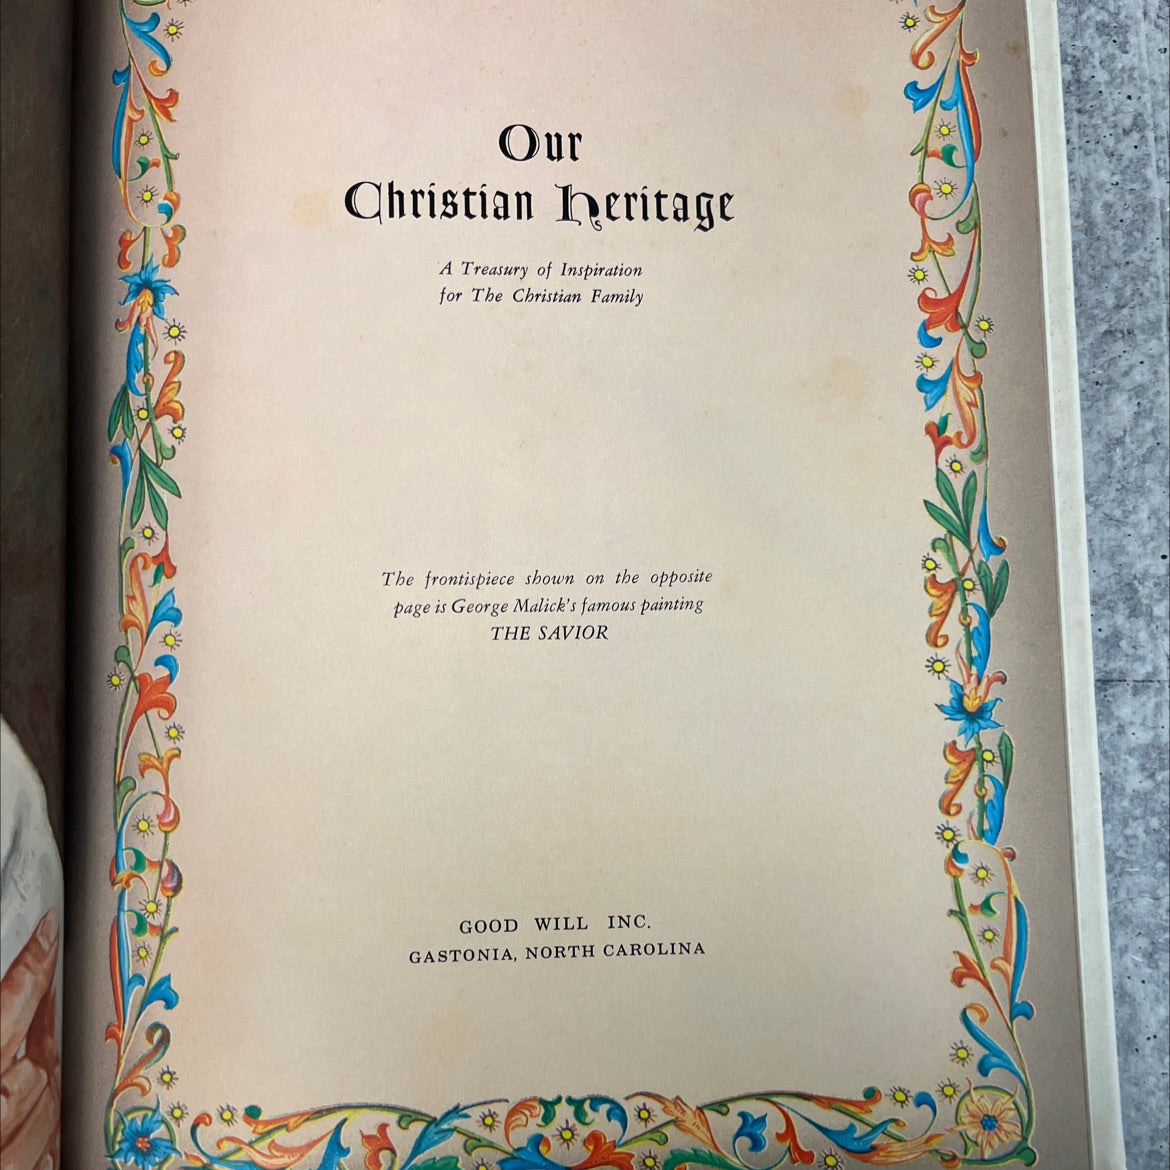 Our
Christian Heritage
A Treasury of Inspiration
for The Christian Family
The frontispiece shown on the opposite
page is George Malick's famous painting
THE SAVIOR
GOOD WILL INC.
GASTONIA, NORTH CAROLINA